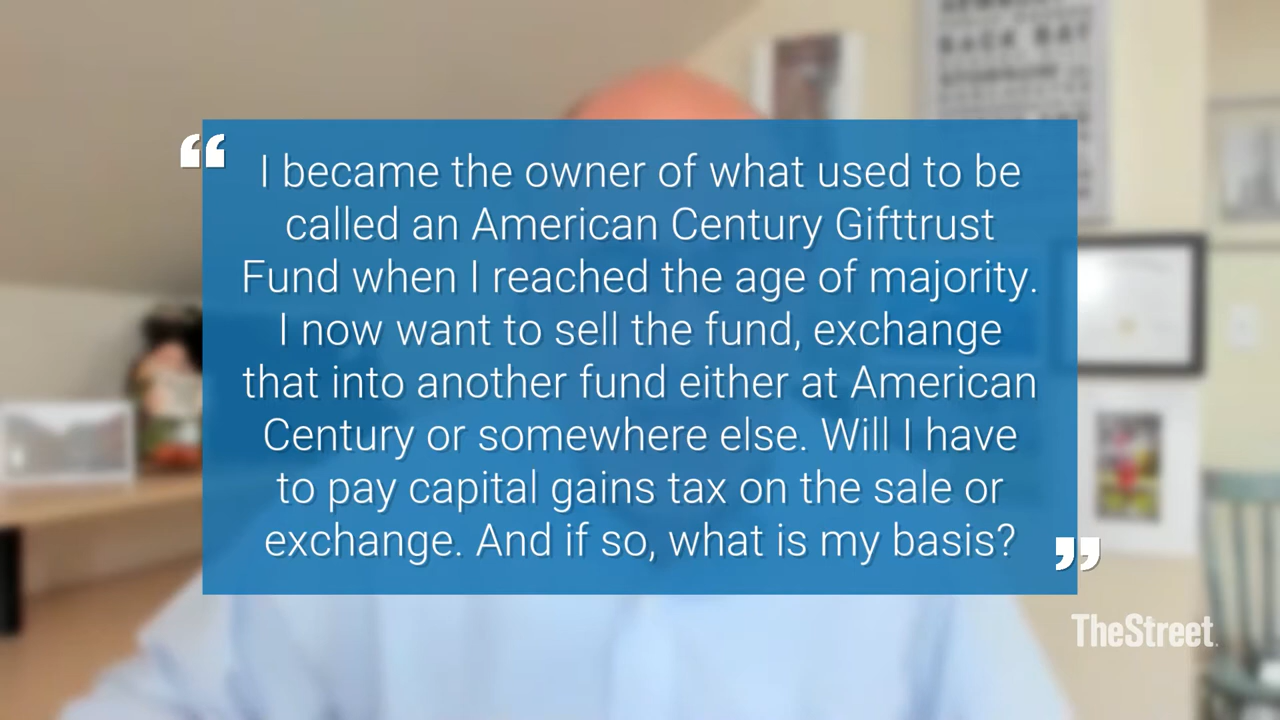 BACK BAY
“
I became the owner of what used to be
called an American Century Gifttrust
Fund when I reached the age of majority.
I now want to sell the fund, exchange
that into another fund either at American
Century or somewhere else. Will I have
to pay capital gains tax on the sale or
exchange. And if so, what is my basis?
”
TheStreet.